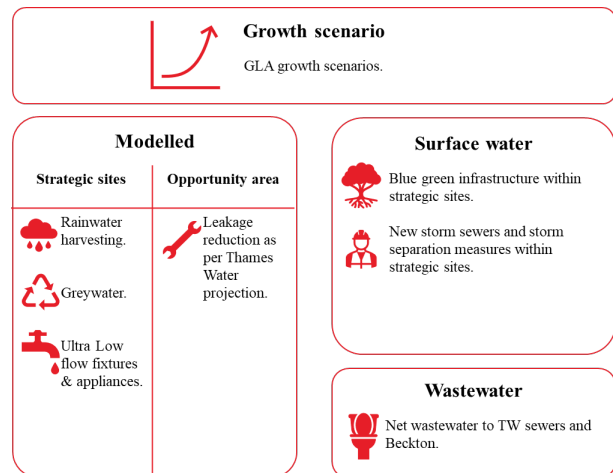 Growth scenario
GLA growth scenarios.
Modelled
Strategic sites
Opportunity area
Rainwater
harvesting.
Greywater.
Ultra Low
flow fixtures
& appliances.
Leakage
reduction as
per Thames
Water
projection.
Surface water
Blue green infrastructure within
strategic sites.
New storm sewers and storm
separation measures within
strategic sites.
Wastewater
Net wastewater to TW sewers and
Beckton.